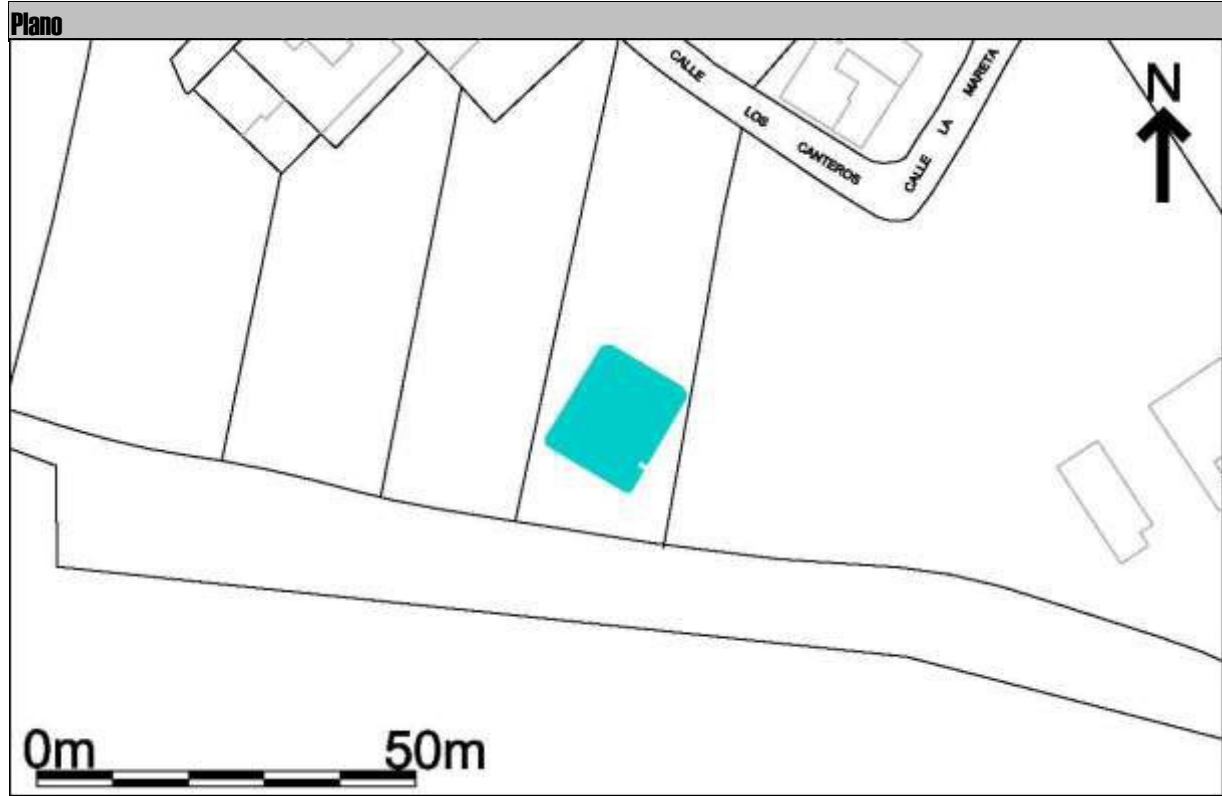 Plano
CALLE LOS CANTEROS
CALLE LA MARETA
N
0m 50m